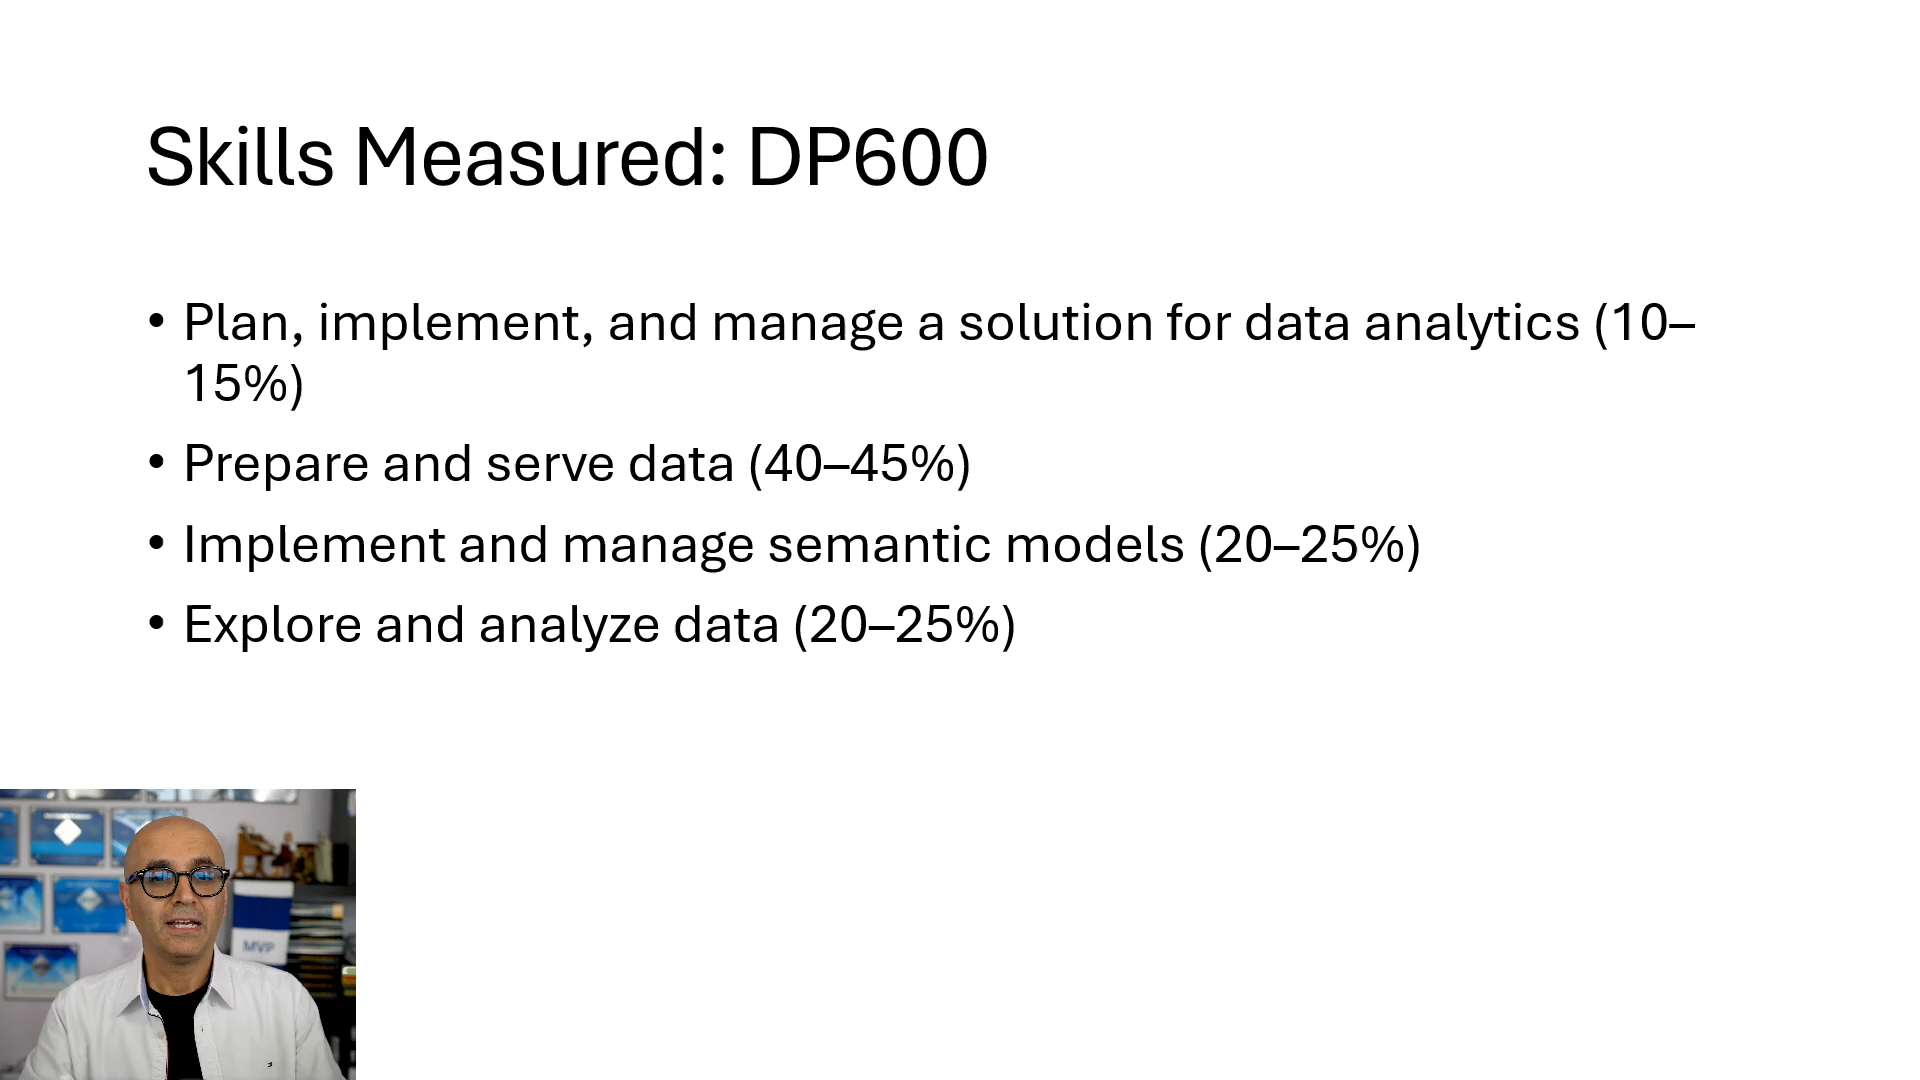 Skills Measured: DP600
• Plan, implement, and manage a solution for data analytics (10–
15%)
• Prepare and serve data (40–45%)
• Implement and manage semantic models (20–25%)
• Explore and analyze data (20–25%)
MVP